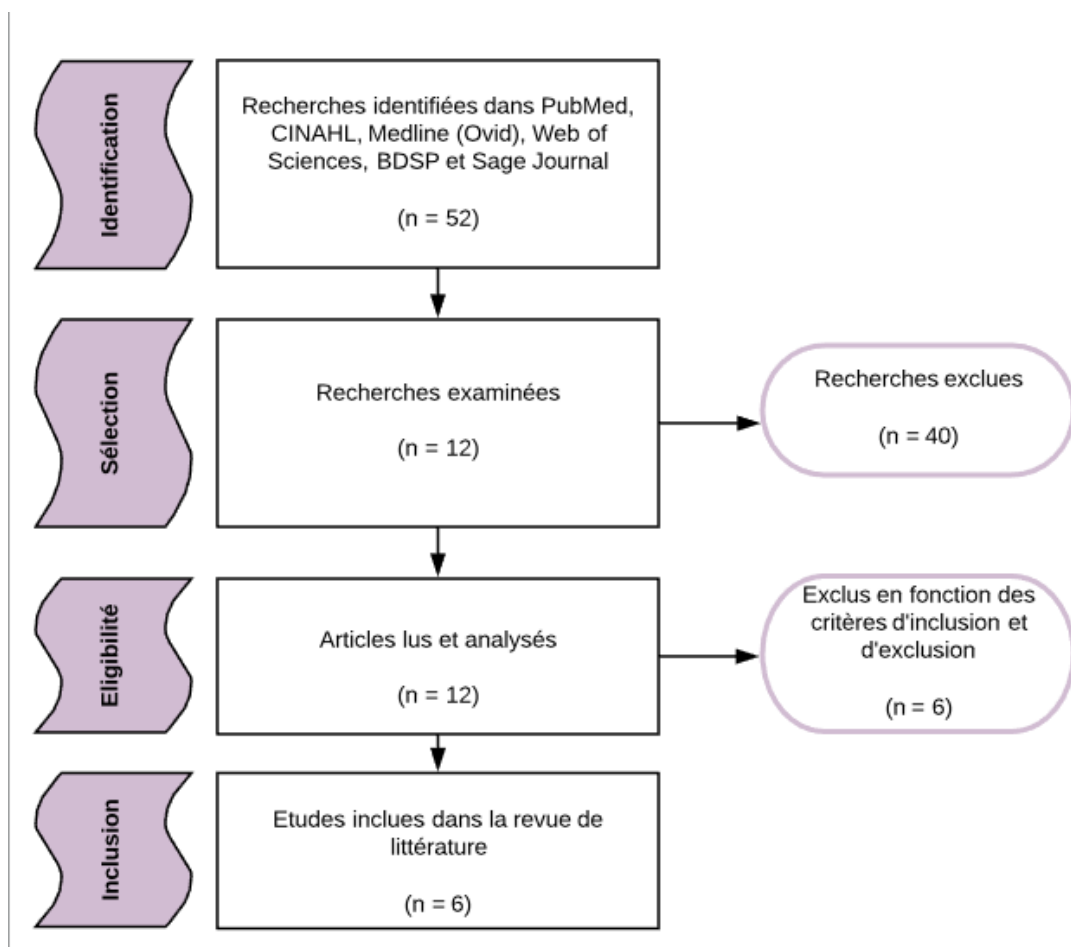 Identification
Recherches identifiées dans PubMed,
CINAHL, Medline (Ovid), Web of
Sciences, BDSP et Sage Journal
(n = 52)
Sélection
Recherches examinées
(n = 12)
Recherches exclues
(n = 40)
Eligibilité
Articles lus et analysés
(n = 12)
Exclus en fonction des
critères d'inclusion et
d'exclusion
(n = 6)
Inclusion
Etudes inclues dans la revue de
littérature
(n = 6)